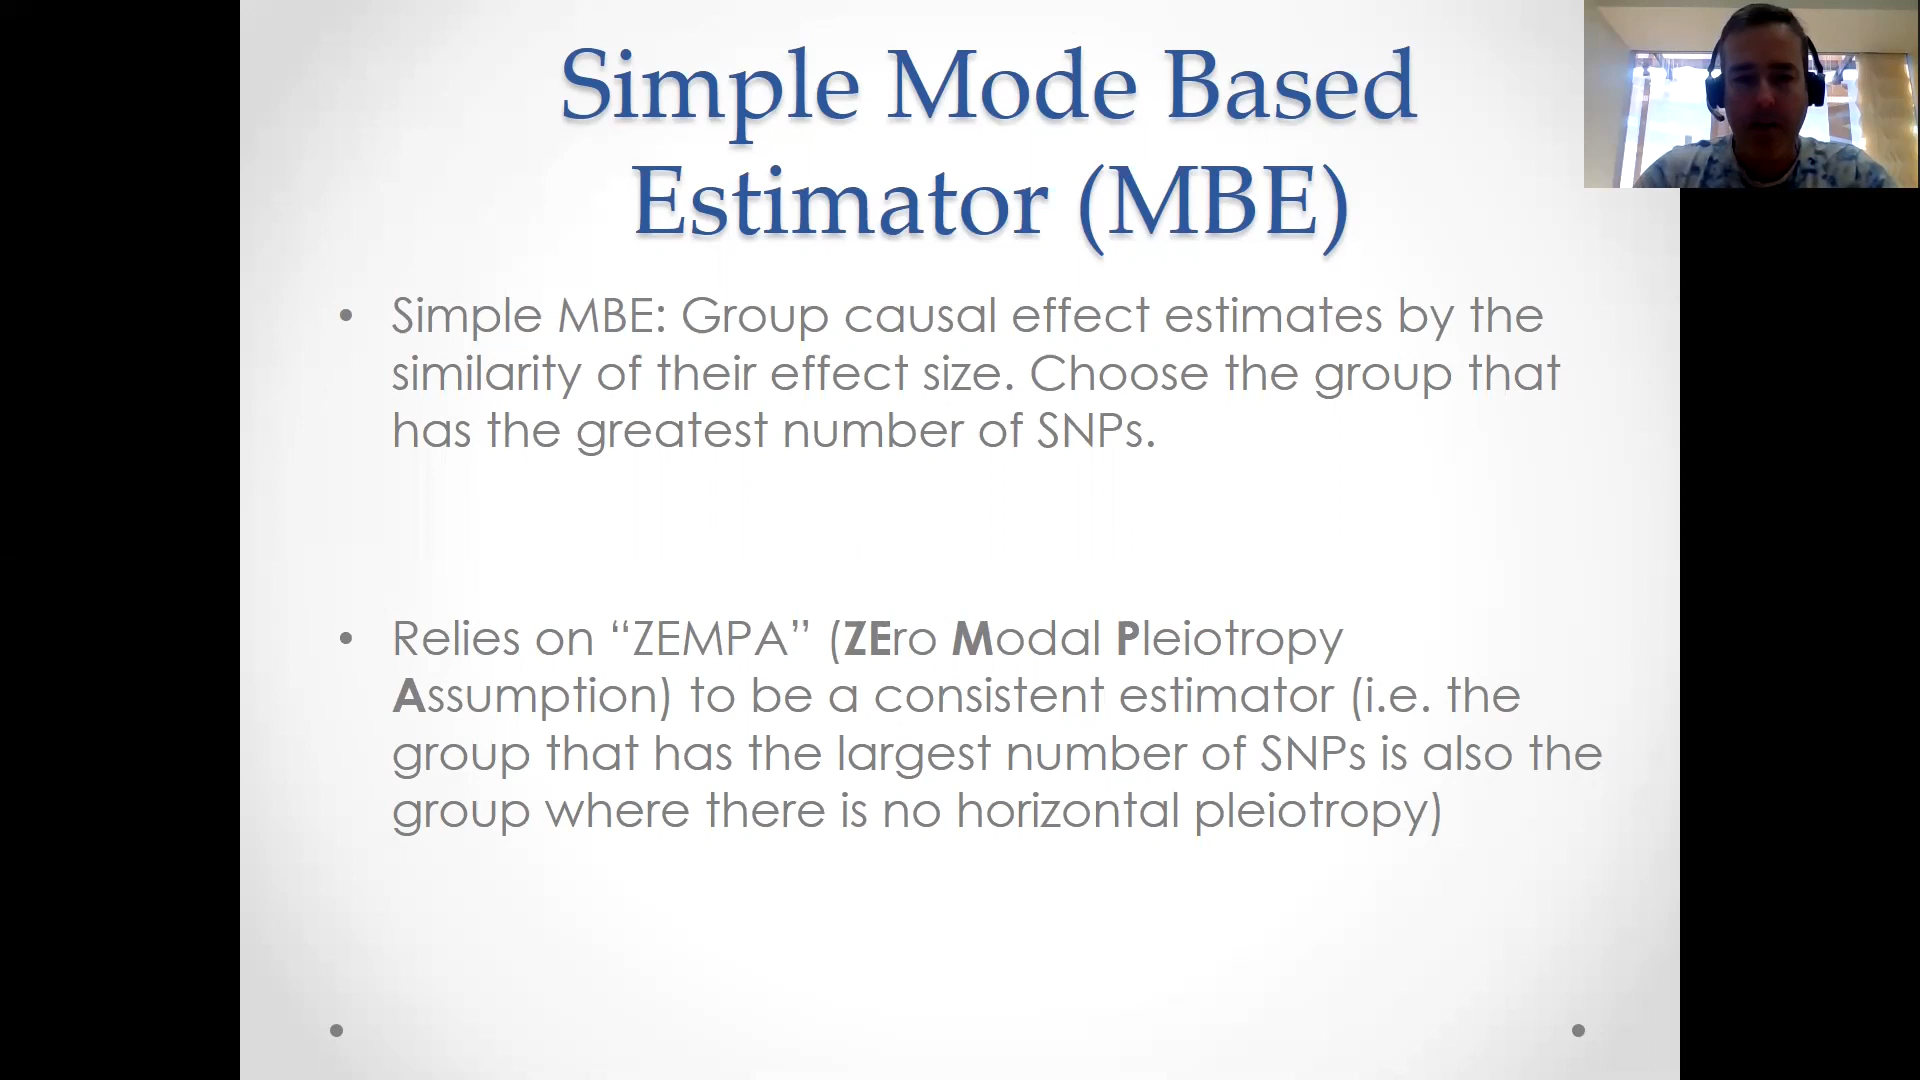 Simple Mode Based
Estimator (MBE)
• Simple MBE: Group causal effect estimates by the
similarity of their effect size. Choose the group that
has the greatest number of SNPs.
• Relies on “ZEMPA” (ZEro Modal Pleiotropy
Assumption) to be a consistent estimator (i.e. the
group that has the largest number of SNPs is also the
group where there is no horizontal pleiotropy)